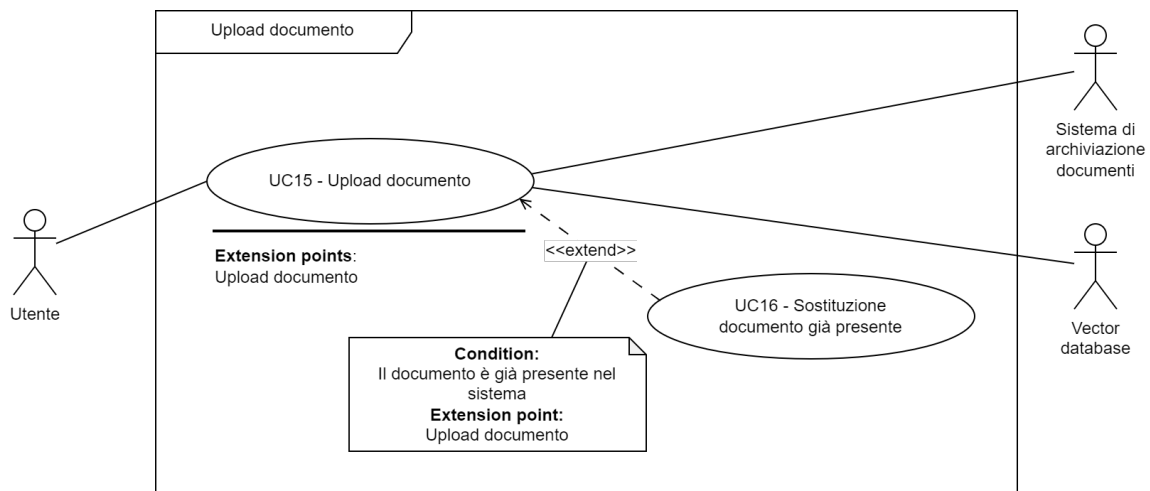 Upload documento
Sistema di
archiviazione
documenti
UC15 - Upload documento
Extension points:
Upload documento
<<extend>>
Utente
UC16 - Sostituzione
documento già presente
Vector
database
Condition:
Il documento è già presente nel
sistema
Extension point:
Upload documento